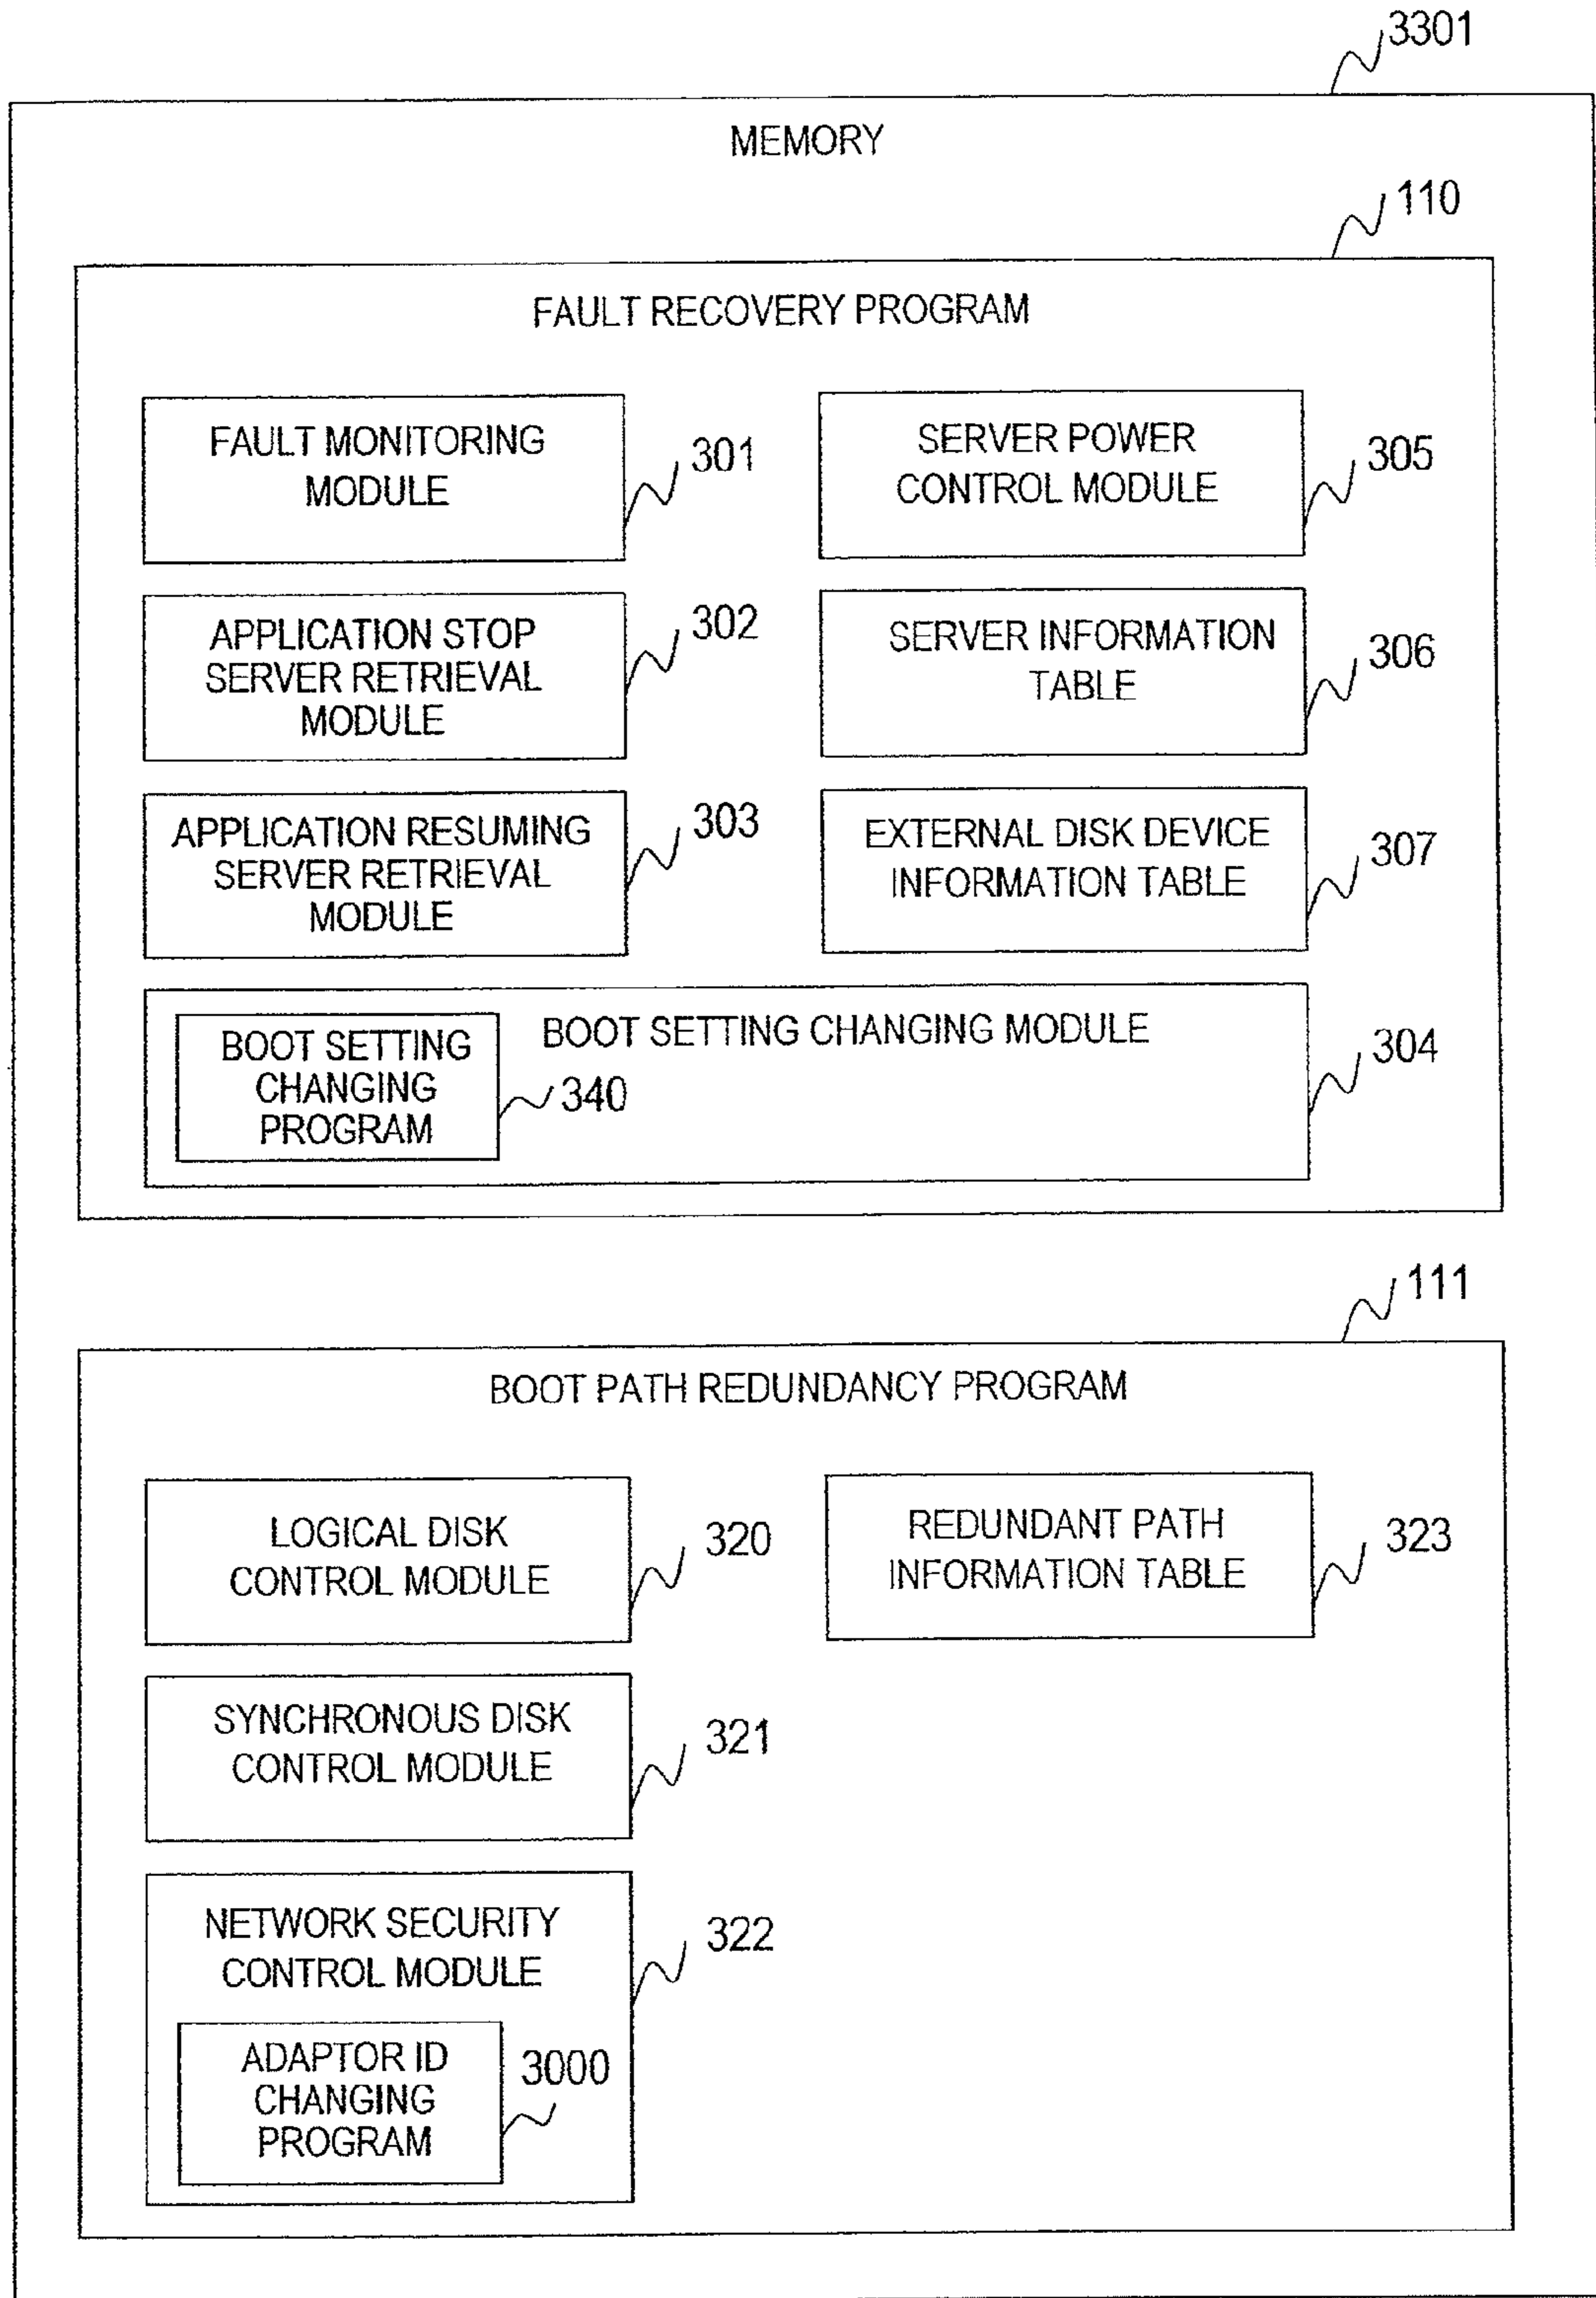 3301
MEMORY
110
FAULT RECOVERY PROGRAM
FAULT MONITORING
MODULE
301
SERVER POWER
CONTROL MODULE
305
APPLICATION STOP
SERVER RETRIEVAL
MODULE
302
SERVER INFORMATION
TABLE
306
APPLICATION RESUMING
SERVER RETRIEVAL
MODULE
303
EXTERNAL DISK DEVICE
INFORMATION TABLE
307
BOOT SETTING
CHANGING
PROGRAM
340
BOOT SETTING CHANGING MODULE
304
111
BOOT PATH REDUNDANCY PROGRAM
LOGICAL DISK
CONTROL MODULE
320
REDUNDANT PATH
INFORMATION TABLE
323
SYNCHRONOUS DISK
CONTROL MODULE
321
NETWORK SECURITY
CONTROL MODULE
322
ADAPTOR ID
CHANGING
PROGRAM
3000